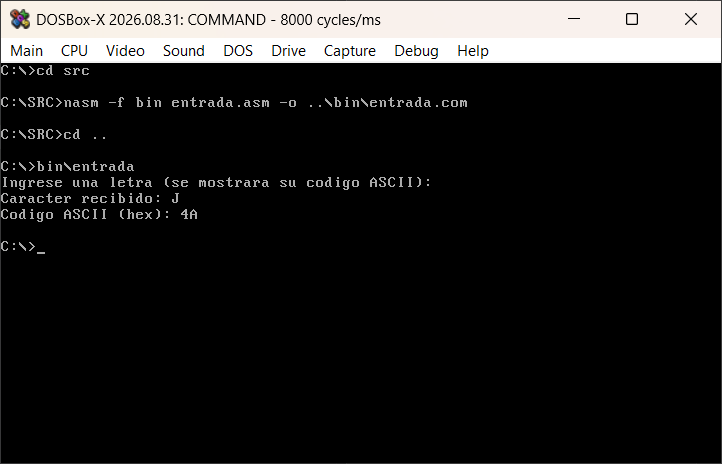 DOSBox-X 2026.08.31: COMMAND - 8000 cycles/ms
Main CPU Video Sound DOS Drive Capture Debug Help
C:\>cd src
C:\SRC>nasm -f bin entrada.asm -o ..\bin\entrada.com
C:\SRC>cd ..
C:\>bin\entrada
Ingrese una letra (se mostrara su codigo ASCII):
Caracter recibido: J
Codigo ASCII (hex): 4A
C:\>_